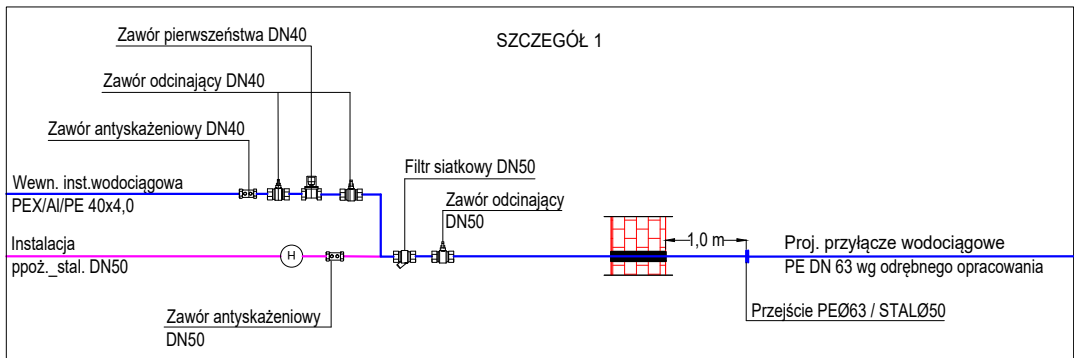 Zawór pierwszeństwa DN40
SZCZEGÓŁ 1
Zawór odcinający DN40
Zawór antyskażeniowy DN40
Filtr siatkowy DN50
Wewn. inst.wodociągowa
PEX/Al/PE 40x4,0
Zawór odcinający
DN50
Instalacja
ppoż._stal. DN50
H
1,0 m
Proj. przyłącze wodociągowe
PE DN 63 wg odrębnego opracowania
Zawór antyskażeniowy
DN50
Przejście PEØ63 / STALØ50